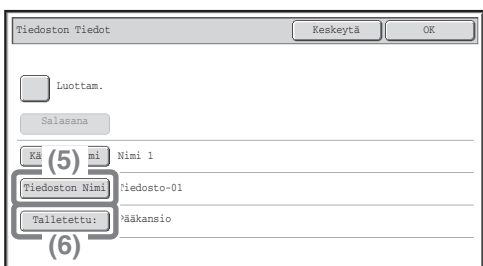 Tiedoston Tiedot Keskeytä OK
Luottam.
Salasana
(5) Nimi 1
Tiedoston Nimi Tiedosto-01
Talletettu: Pääkansio
(6)